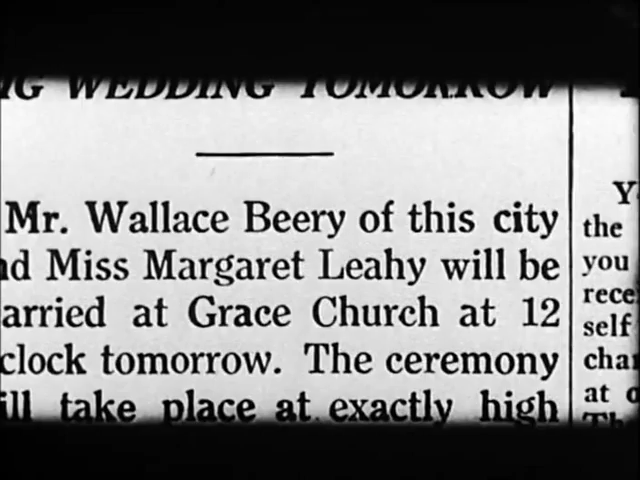 WEDDING TOMORROW
Mr. Wallace Beery of this city
Miss Margaret Leahy will be
arried at Grace Church at 12
clock tomorrow. The ceremony
ill take place at exactly high
the
you
rece
self
chan
at